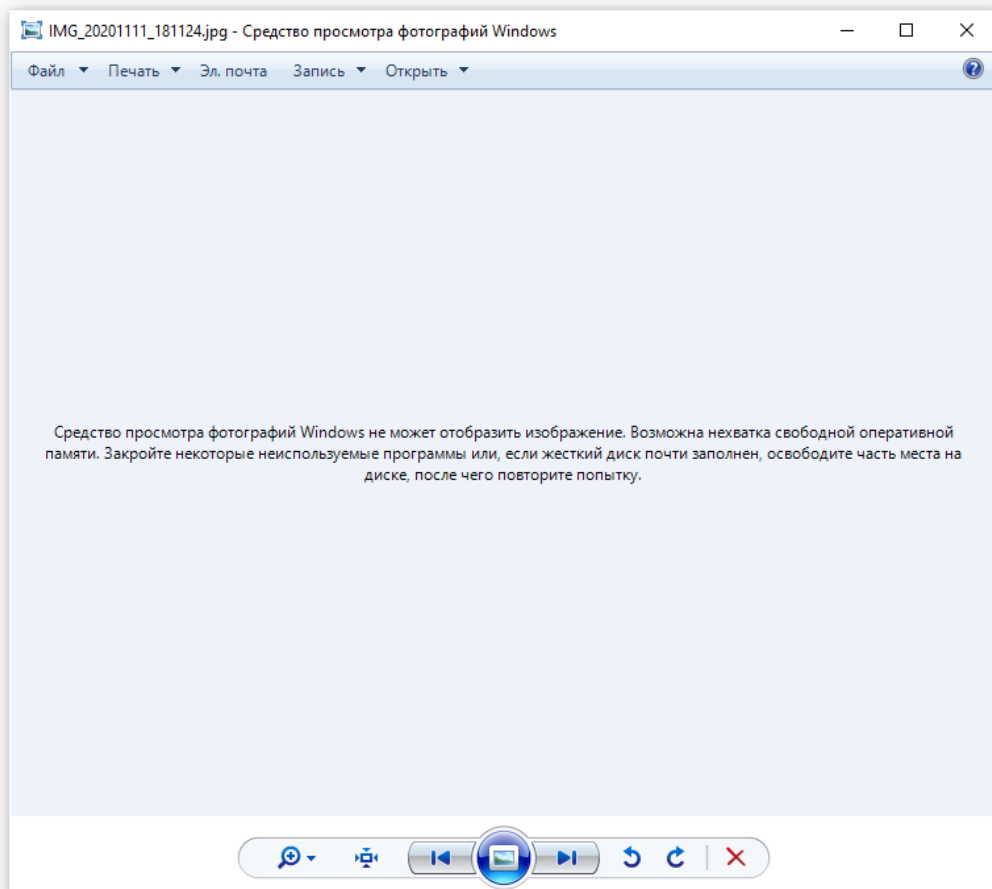 IMG_20201111_181124.jpg - Средство просмотра фотографий Windows
Файл Печать Эл. почта Запись Открыть
Средство просмотра фотографий Windows не может отобразить изображение. Возможна нехватка свободной оперативной
памяти. Закройте некоторые неиспользуемые программы или, если жесткий диск почти заполнен, освободите часть места на
диске, после чего повторите попытку.